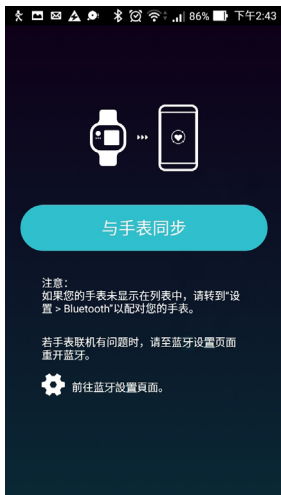 86% 下午2:43
与手表同步
注意：
如果您的手表未显示在列表中，请转到“设
置 > Bluetooth”以配对您的手表。
若手表联机有问题时，请至蓝牙设置页面
重开蓝牙。
前往蓝牙設置頁面。